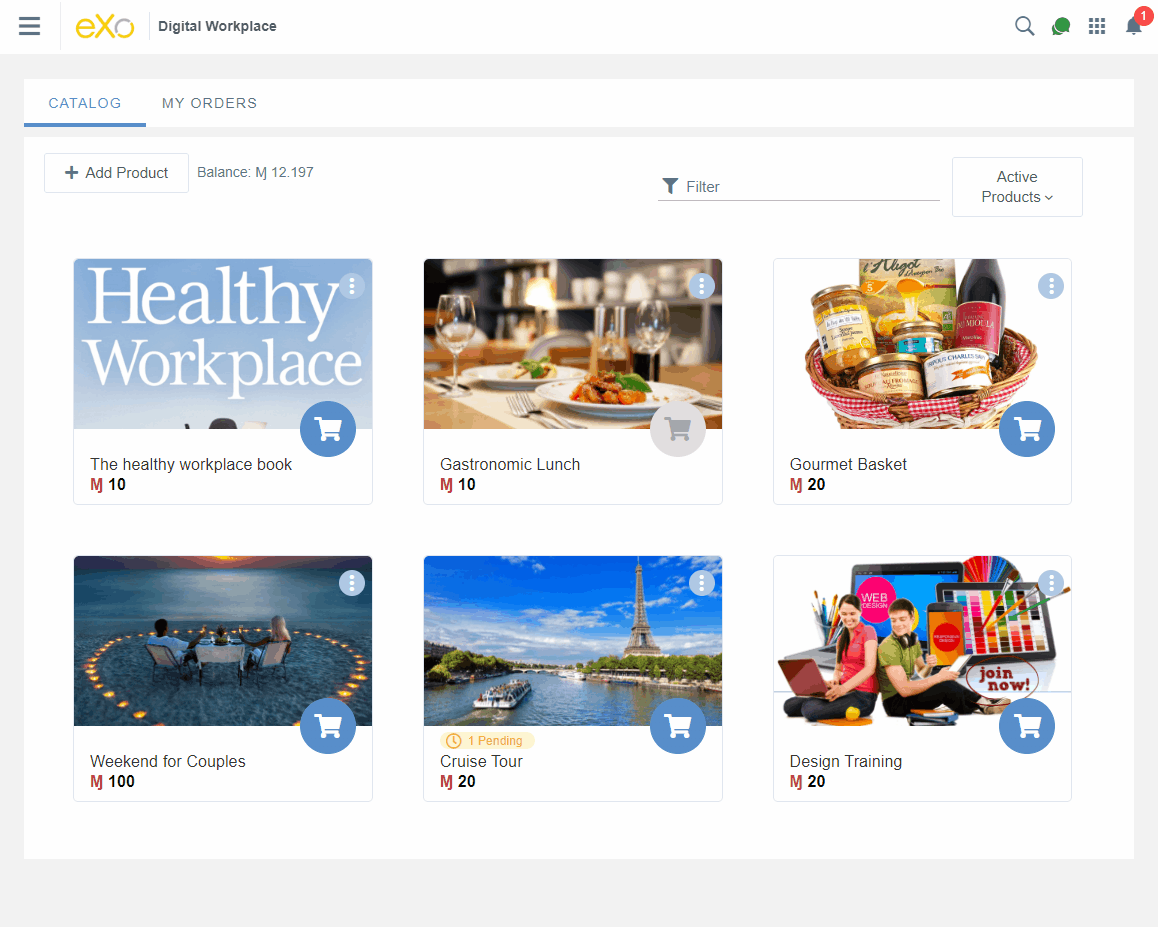 eXo
Digital Workplace
1
CATALOG
MY ORDERS
Add Product
Balance: Ɱ 12.197
Filter
Active
Products
Healthy
Workplace
The healthy workplace book
Ɱ 10
Gastronomic Lunch
Ɱ 10
l'Aligot
5
Gourmet Basket
Ɱ 20
Weekend for Couples
Ɱ 100
1 Pending
Cruise Tour
Ɱ 20
WEB
DESIGN
join
now!
Design Training
Ɱ 20